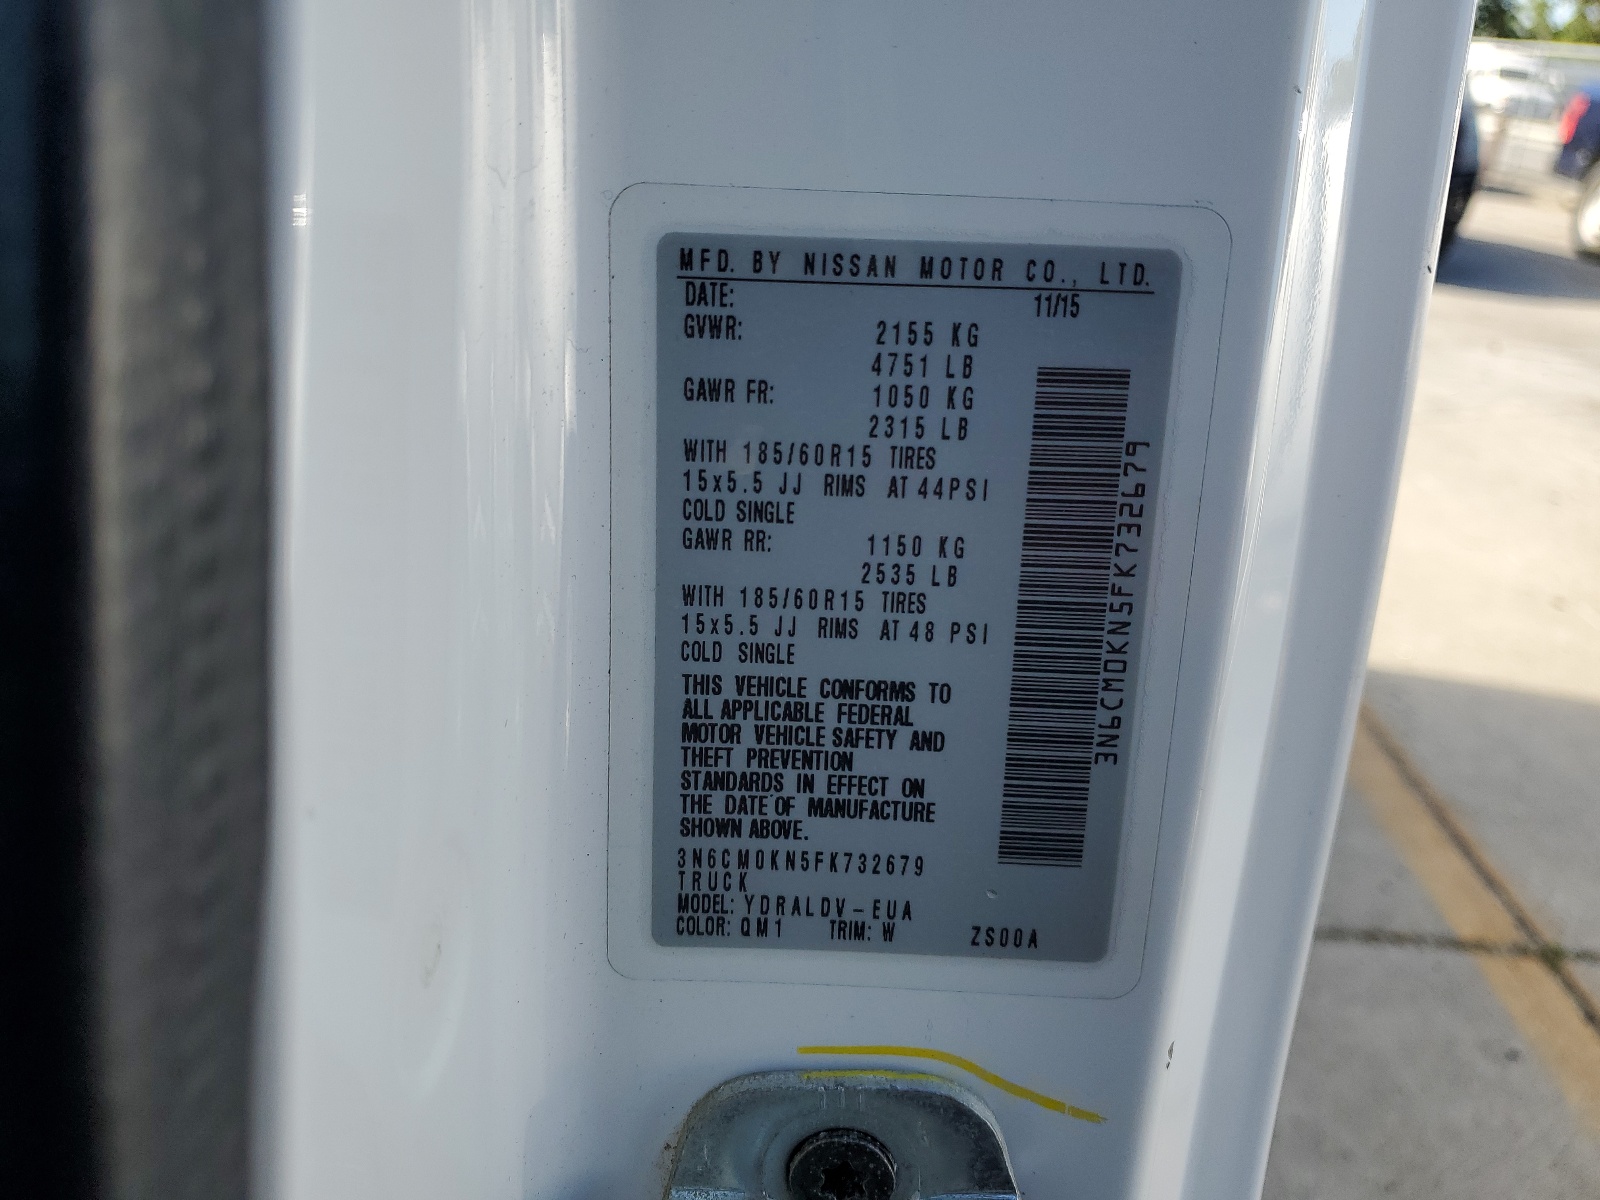 MFD. BY NISSAN MOTOR CO., LTD.
DATE: 11/15
GVWR: 2155 KG
4751 LB
GAWR FR: 1050 KG
2315 LB
WITH 185/60R15 TIRES
15x5.5 JJ RIMS AT 44PSI
COLD SINGLE
GAWR RR: 1150 KG
2535 LB
WITH 185/60R15 TIRES
15x5.5 JJ RIMS AT 48 PSI
COLD SINGLE
THIS VEHICLE CONFORMS TO
ALL APPLICABLE FEDERAL
MOTOR VEHICLE SAFETY AND
THEFT PREVENTION
STANDARDS IN EFFECT ON
THE DATE OF MANUFACTURE
SHOWN ABOVE.
3N6CM0KN5FK732679
TRUCK
MODEL: YDRALDV-EUA
COLOR: QM1 TRIM: W ZS00A
3N6CM0KN5FK732679